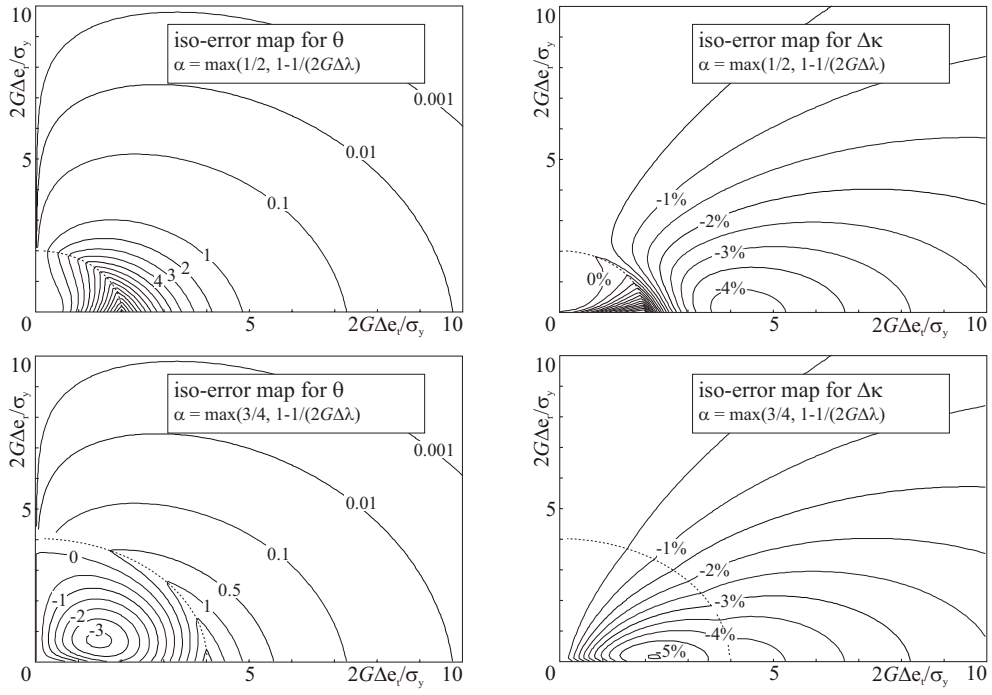 10
2GΔe_r/σ_y
5
0
iso-error map for θ
α = max(1/2, 1-1/(2GΔλ)
0.001
0.01
0.1
1
2
3
4
5
2GΔe_t/σ_y
10
10
2GΔe_r/σ_y
5
0
iso-error map for Δκ
α = max(1/2, 1-1/(2GΔλ)
-1%
-2%
-3%
-4%
0%
5
2GΔe_t/σ_y
10
10
2GΔe_r/σ_y
5
0
iso-error map for θ
α = max(3/4, 1-1/(2GΔλ)
0.001
0.01
0.1
0.5
1
0
-1
-2
-3
5
2GΔe_t/σ_y
10
10
2GΔe_r/σ_y
5
0
iso-error map for Δκ
α = max(3/4, 1-1/(2GΔλ)
-1%
-2%
-3%
-4%
-5%
5
2GΔe_t/σ_y
10